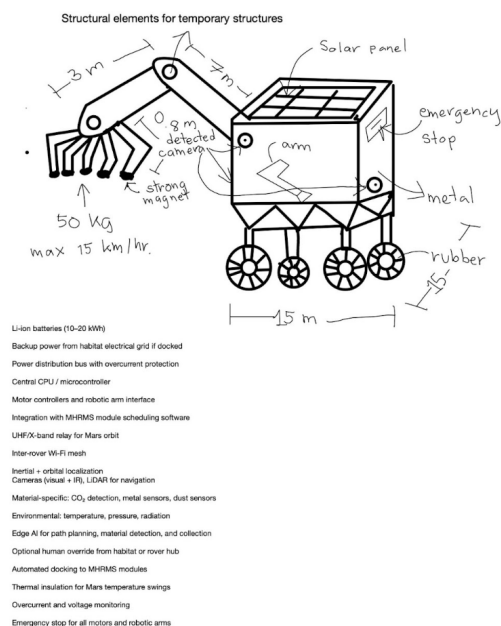 Structural elements for temporary structures
Solar panel
3 m
7 m
0.8 m
detected
camera
arm
emergency
stop
strong
magnet
metal
50 kg
max 15 km/hr.
rubber
15
15 m
Li-ion batteries (10–20 kWh)
Backup power from habitat electrical grid if docked
Power distribution bus with overcurrent protection
Central CPU / microcontroller
Motor controllers and robotic arm interface
Integration with MHRMS module scheduling software
UHF/X-band relay for Mars orbit
Inter-rover Wi-Fi mesh
Inertial + orbital localization
Cameras (visual + IR), LiDAR for navigation
Material-specific: CO₂ detection, metal sensors, dust sensors
Environmental: temperature, pressure, radiation
Edge AI for path planning, material detection, and collection
Optional human override from habitat or rover hub
Automated docking to MHRMS modules
Thermal insulation for Mars temperature swings
Overcurrent and voltage monitoring
Emergency stop for all motors and robotic arms